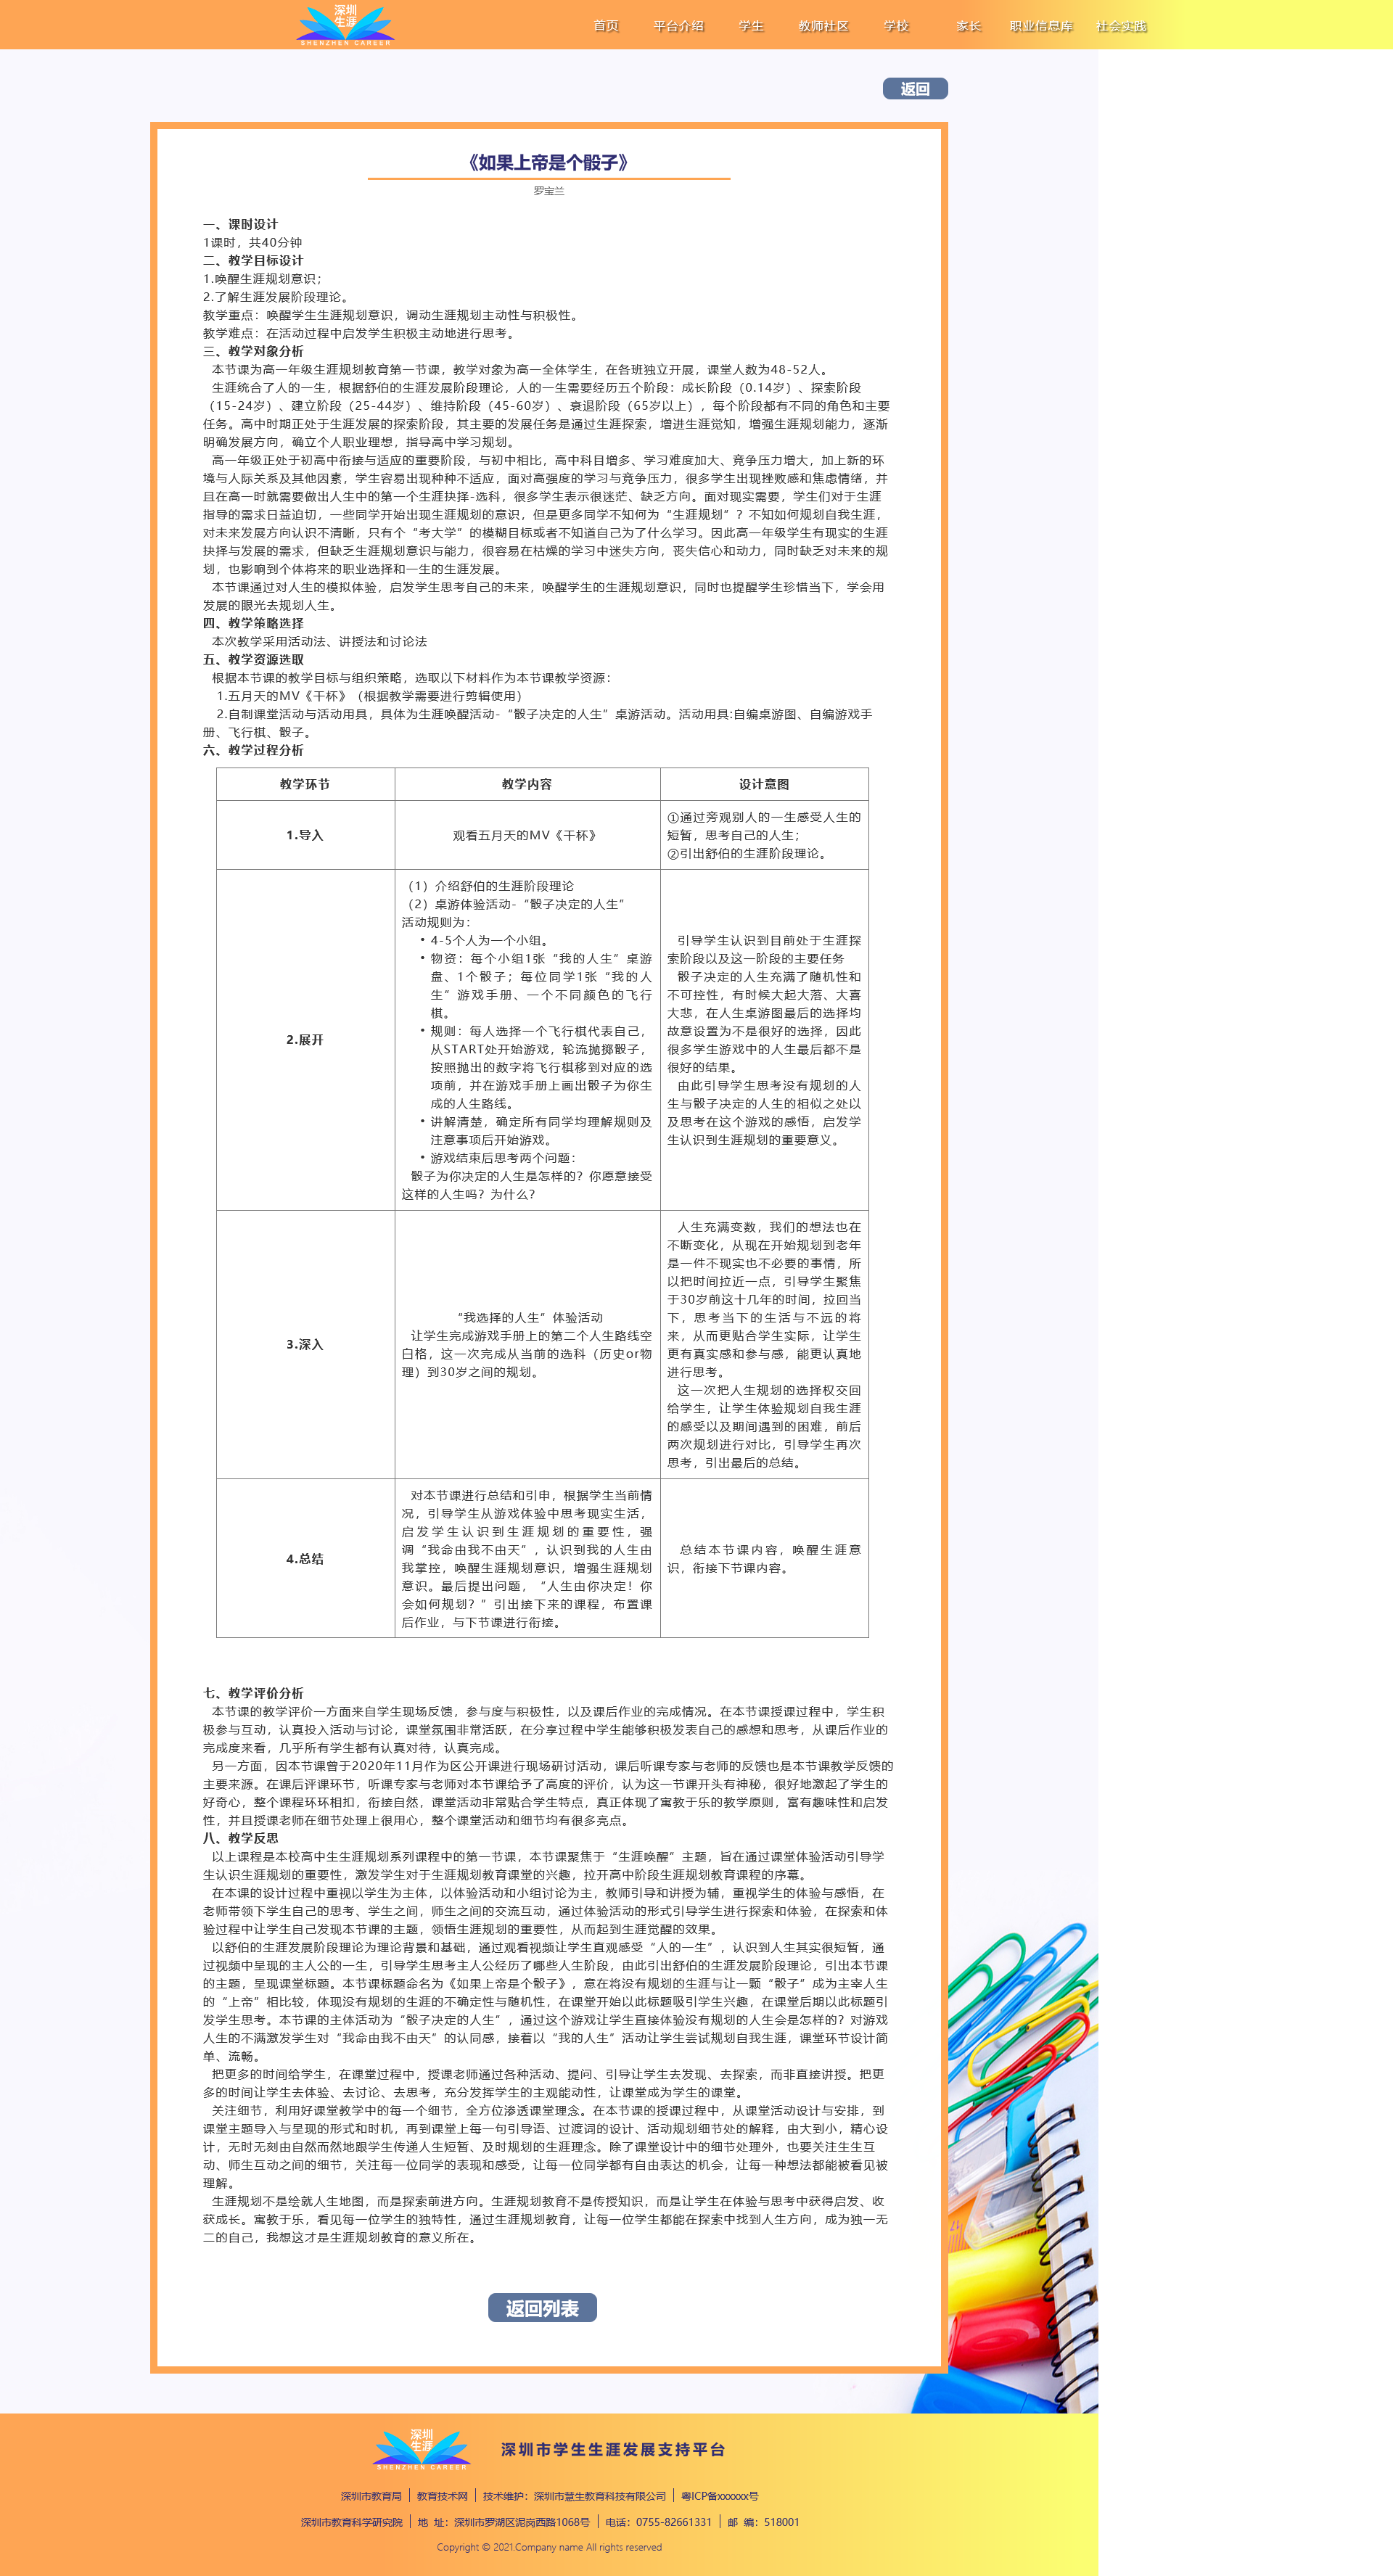 深圳
生涯
SHENZHEN CAREER
首页 平台介绍 学生 教师社区 学校 家长 职业信息库 社会实践
返回
《如果上帝是个骰子》
罗宝兰
一、课时设计
1课时，共40分钟
二、教学目标设计
1.唤醒生涯规划意识；
2.了解生涯发展阶段理论。
教学重点：唤醒学生生涯规划意识，调动生涯规划主动性与积极性。
教学难点：在活动过程中启发学生积极主动地进行思考。
三、教学对象分析
本节课为高一年级生涯规划教育第一节课，教学对象为高一全体学生，在各班独立开展，课堂人数为48-52人。
生涯统合了人的一生，根据舒伯的生涯发展阶段理论，人的一生需要经历五个阶段：成长阶段（0.14岁）、探索阶段
（15-24岁）、建立阶段（25-44岁）、维持阶段（45-60岁）、衰退阶段（65岁以上），每个阶段都有不同的角色和主要
任务。高中时期正处于生涯发展的探索阶段，其主要的发展任务是通过生涯探索，增进生涯觉知，增强生涯规划能力，逐渐
明确发展方向，确立个人职业理想，指导高中学习规划。
高一年级正处于初高中衔接与适应的重要阶段，与初中相比，高中科目增多、学习难度加大、竞争压力增大，加上新的环
境与人际关系及其他因素，学生容易出现种种不适应，面对高强度的学习与竞争压力，很多学生出现挫败感和焦虑情绪，并
且在高一时就需要做出人生中的第一个生涯抉择-选科，很多学生表示很迷茫、缺乏方向。面对现实需要，学生们对于生涯
指导的需求日益迫切，一些同学开始出现生涯规划的意识，但是更多同学不知何为“生涯规划”？不知如何规划自我生涯，
对未来发展方向认识不清晰，只有个“考大学”的模糊目标或者不知道自己为了什么学习。因此高一年级学生有现实的生涯
抉择与发展的需求，但缺乏生涯规划意识与能力，很容易在枯燥的学习中迷失方向，丧失信心和动力，同时缺乏对未来的规
划，也影响到个体将来的职业选择和一生的生涯发展。
本节课通过对人生的模拟体验，启发学生思考自己的未来，唤醒学生的生涯规划意识，同时也提醒学生珍惜当下，学会用
发展的眼光去规划人生。
四、教学策略选择
本次教学采用活动法、讲授法和讨论法
五、教学资源选取
根据本节课的教学目标与组织策略，选取以下材料作为本节课教学资源：
1.五月天的MV《干杯》（根据教学需要进行剪辑使用）
2.自制课堂活动与活动用具，具体为生涯唤醒活动-“骰子决定的人生”桌游活动。活动用具:自编桌游图、自编游戏手
册、飞行棋、骰子。
六、教学过程分析
教学环节 教学内容 设计意图
1.导入
观看五月天的MV《干杯》
①通过旁观别人的一生感受人生的
短暂，思考自己的人生；
②引出舒伯的生涯阶段理论。
2.展开
（1）介绍舒伯的生涯阶段理论
（2）桌游体验活动-“骰子决定的人生”
活动规则为：
• 4-5个人为一个小组。
• 物资：每个小组1张“我的人生”桌游
盘、1个骰子；每位同学1张“我的人
生”游戏手册、一个不同颜色的飞行
棋。
• 规则：每人选择一个飞行棋代表自己，
从START处开始游戏，轮流抛掷骰子，
按照抛出的数字将飞行棋移到对应的选
项前，并在游戏手册上画出骰子为你生
成的人生路线。
• 讲解清楚，确定所有同学均理解规则及
注意事项后开始游戏。
• 游戏结束后思考两个问题：
骰子为你决定的人生是怎样的？你愿意接受
这样的人生吗？为什么？
引导学生认识到目前处于生涯探
索阶段以及这一阶段的主要任务
骰子决定的人生充满了随机性和
不可控性，有时候大起大落、大喜
大悲，在人生桌游图最后的选择均
故意设置为不是很好的选择，因此
很多学生游戏中的人生最后都不是
很好的结果。
由此引导学生思考没有规划的人
生与骰子决定的人生的相似之处以
及思考在这个游戏的感悟，启发学
生认识到生涯规划的重要意义。
3.深入
“我选择的人生”体验活动
让学生完成游戏手册上的第二个人生路线空
白格，这一次完成从当前的选科（历史or物
理）到30岁之间的规划。
人生充满变数，我们的想法也在
不断变化，从现在开始规划到老年
是一件不现实也不必要的事情，所
以把时间拉近一点，引导学生聚焦
于30岁前这十几年的时间，拉回当
下，思考当下的生活与不远的将
来，从而更贴合学生实际，让学生
更有真实感和参与感，能更认真地
进行思考。
这一次把人生规划的选择权交回
给学生，让学生体验规划自我生涯
的感受以及期间遇到的困难，前后
两次规划进行对比，引导学生再次
思考，引出最后的总结。
4.总结
对本节课进行总结和引申，根据学生当前情
况，引导学生从游戏体验中思考现实生活，
启发学生认识到生涯规划的重要性，强
调“我命由我不由天”，认识到我的人生由
我掌控，唤醒生涯规划意识，增强生涯规划
意识。最后提出问题，“人生由你决定！你
会如何规划？”引出接下来的课程，布置课
后作业，与下节课进行衔接。
总结本节课内容，唤醒生涯意
识，衔接下节课内容。
七、教学评价分析
本节课的教学评价一方面来自学生现场反馈，参与度与积极性，以及课后作业的完成情况。在本节课授课过程中，学生积
极参与互动，认真投入活动与讨论，课堂氛围非常活跃，在分享过程中学生能够积极发表自己的感想和思考，从课后作业的
完成度来看，几乎所有学生都有认真对待，认真完成。
另一方面，因本节课曾于2020年11月作为区公开课进行现场研讨活动，课后听课专家与老师的反馈也是本节课教学反馈的
主要来源。在课后评课环节，听课专家与老师对本节课给予了高度的评价，认为这一节课开头有神秘，很好地激起了学生的
好奇心，整个课程环环相扣，衔接自然，课堂活动非常贴合学生特点，真正体现了寓教于乐的教学原则，富有趣味性和启发
性，并且授课老师在细节处理上很用心，整个课堂活动和细节均有很多亮点。
八、教学反思
以上课程是本校高中生生涯规划系列课程中的第一节课，本节课聚焦于“生涯唤醒”主题，旨在通过课堂体验活动引导学
生认识生涯规划的重要性，激发学生对于生涯规划教育课堂的兴趣，拉开高中阶段生涯规划教育课程的序幕。
在本课的设计过程中重视以学生为主体，以体验活动和小组讨论为主，教师引导和讲授为辅，重视学生的体验与感悟，在
老师带领下学生自己的思考、学生之间，师生之间的交流互动，通过体验活动的形式引导学生进行探索和体验，在探索和体
验过程中让学生自己发现本节课的主题，领悟生涯规划的重要性，从而起到生涯觉醒的效果。
以舒伯的生涯发展阶段理论为理论背景和基础，通过观看视频让学生直观感受“人的一生”，认识到人生其实很短暂，通
过视频中呈现的主人公的一生，引导学生思考主人公经历了哪些人生阶段，由此引出舒伯的生涯发展阶段理论，引出本节课
的主题，呈现课堂标题。本节课标题命名为《如果上帝是个骰子》，意在将没有规划的生涯与让一颗“骰子”成为主宰人生
的“上帝”相比较，体现没有规划的生涯的不确定性与随机性，在课堂开始以此标题吸引学生兴趣，在课堂后期以此标题引
发学生思考。本节课的主体活动为“骰子决定的人生”，通过这个游戏让学生直接体验没有规划的人生会是怎样的？对游戏
人生的不满激发学生对“我命由我不由天”的认同感，接着以“我的人生”活动让学生尝试规划自我生涯，课堂环节设计简
单、流畅。
把更多的时间给学生，在课堂过程中，授课老师通过各种活动、提问、引导让学生去发现、去探索，而非直接讲授。把更
多的时间让学生去体验、去讨论、去思考，充分发挥学生的主观能动性，让课堂成为学生的课堂。
关注细节，利用好课堂教学中的每一个细节，全方位渗透课堂理念。在本节课的授课过程中，从课堂活动设计与安排，到
课堂主题导入与呈现的形式和时机，再到课堂上每一句引导语、过渡词的设计、活动规划细节处的解释，由大到小，精心设
计，无时无刻由自然而然地跟学生传递人生短暂、及时规划的生涯理念。除了课堂设计中的细节处理外，也要关注生生互
动、师生互动之间的细节，关注每一位同学的表现和感受，让每一位同学都有自由表达的机会，让每一种想法都能被看见被
理解。
生涯规划不是绘就人生地图，而是探索前进方向。生涯规划教育不是传授知识，而是让学生在体验与思考中获得启发、收
获成长。寓教于乐，看见每一位学生的独特性，通过生涯规划教育，让每一位学生都能在探索中找到人生方向，成为独一无
二的自己，我想这才是生涯规划教育的意义所在。
返回列表
深圳
生涯
SHENZHEN CAREER
深圳市学生生涯发展支持平台
深圳市教育局 教育技术网 技术维护：深圳市慧生教育科技有限公司 粤ICP备xxxxxx号
深圳市教育科学研究院 地 址：深圳市罗湖区泥岗西路1068号 电话：0755-82661331 邮 编：518001
Copyright © 2021.Company name All rights reserved